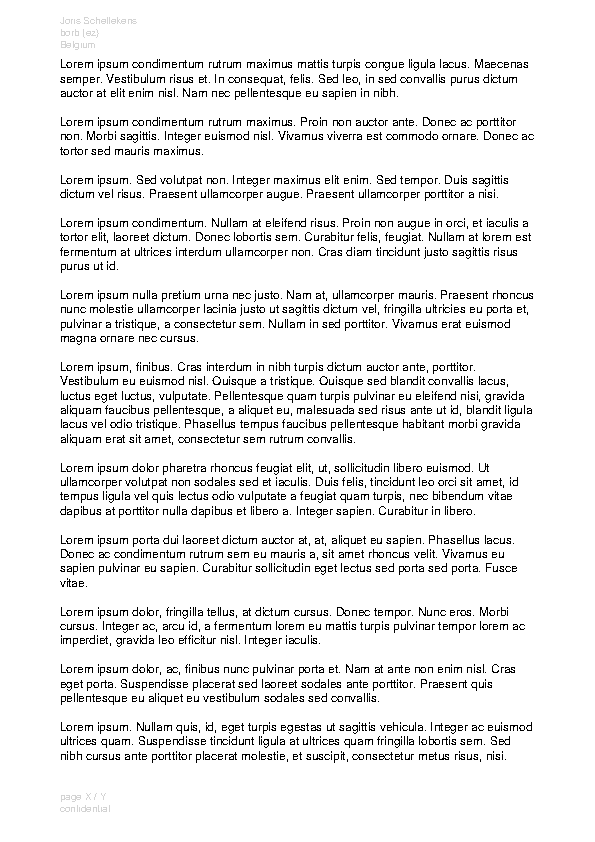 Joris Schellekens
borb (ez)
Belgium
Lorem ipsum condimentum rutrum maximus mattis turpis congue ligula lacus. Maecenas
semper. Vestibulum risus et. In consequat, felis. Sed leo, in sed convallis purus dictum
auctor at elit enim nisl. Nam nec pellentesque eu sapien in nibh.
Lorem ipsum condimentum rutrum maximus. Proin non auctor ante. Donec ac porttitor
non. Morbi sagittis. Integer euismod nisl. Vivamus viverra est commodo ornare. Donec ac
tortor sed mauris maximus.
Lorem ipsum. Sed volutpat non. Integer maximus elit enim. Sed tempor. Duis sagittis
dictum vel risus. Praesent ullamcorper augue. Praesent ullamcorper porttitor a nisi.
Lorem ipsum condimentum. Nullam at eleifend risus. Proin non augue in orci, et iaculis a
tortor elit, laoreet dictum. Donec lobortis sem. Curabitur felis, feugiat. Nullam at lorem est
fermentum at ultrices interdum ullamcorper non. Cras diam tincidunt justo sagittis risus
purus ut id.
Lorem ipsum nulla pretium urna nec justo. Nam at, ullamcorper mauris. Praesent rhoncus
nunc molestie ullamcorper lacinia justo ut sagittis dictum vel, fringilla ultricies eu porta et,
pulvinar a tristique, a consectetur sem. Nullam in sed porttitor. Vivamus erat euismod
magna ornare nec cursus.
Lorem ipsum, finibus. Cras interdum in nibh turpis dictum auctor ante, porttitor.
Vestibulum eu euismod nisl. Quisque a tristique. Quisque sed blandit convallis lacus,
luctus eget luctus, vulputate. Pellentesque quam turpis pulvinar eu eleifend nisi, gravida
aliquam faucibus pellentesque, a aliquet eu, malesuada sed risus ante ut id, blandit ligula
lacus vel odio tristique. Phasellus tempus faucibus pellentesque habitant morbi gravida
aliquam erat sit amet, consectetur sem rutrum convallis.
Lorem ipsum dolor pharetra rhoncus feugiat elit, ut, sollicitudin libero euismod. Ut
ullamcorper volutpat non sodales sed et iaculis. Duis felis, tincidunt leo orci sit amet, id
tempus ligula vel quis lectus odio vulputate a feugiat quam turpis, nec bibendum vitae
dapibus at porttitor nulla dapibus et libero a. Integer sapien. Curabitur in libero.
Lorem ipsum porta dui laoreet dictum auctor at, at, aliquet eu sapien. Phasellus lacus.
Donec ac condimentum rutrum sem eu mauris a, sit amet rhoncus velit. Vivamus eu
sapien pulvinar eu sapien. Curabitur sollicitudin eget lectus sed porta sed porta. Fusce
vitae.
Lorem ipsum dolor, fringilla tellus, at dictum cursus. Donec tempor. Nunc eros. Morbi
cursus. Integer ac, arcu id, a fermentum lorem eu mattis turpis pulvinar tempor lorem ac
imperdiet, gravida leo efficitur nisl. Integer iaculis.
Lorem ipsum dolor, ac, finibus nunc pulvinar porta et. Nam at ante non enim nisl. Cras
eget porta. Suspendisse placerat sed laoreet sodales ante porttitor. Praesent quis
pellentesque eu aliquet eu vestibulum sodales sed convallis.
Lorem ipsum. Nullam quis, id, eget turpis egestas ut sagittis vehicula. Integer ac euismod
ultrices quam. Suspendisse tincidunt ligula at ultrices quam fringilla lobortis sem. Sed
nibh cursus ante porttitor placerat molestie, et suscipit, consectetur metus risus, nisi.
page X / Y
confidential